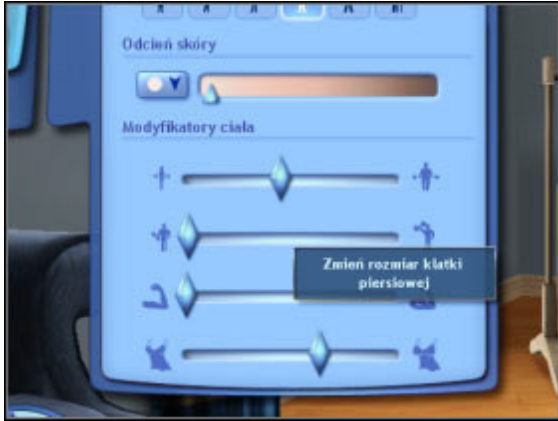 Odcień skóry
Modyfikatory ciała
Zmień rozmiar klatki
piersiowej